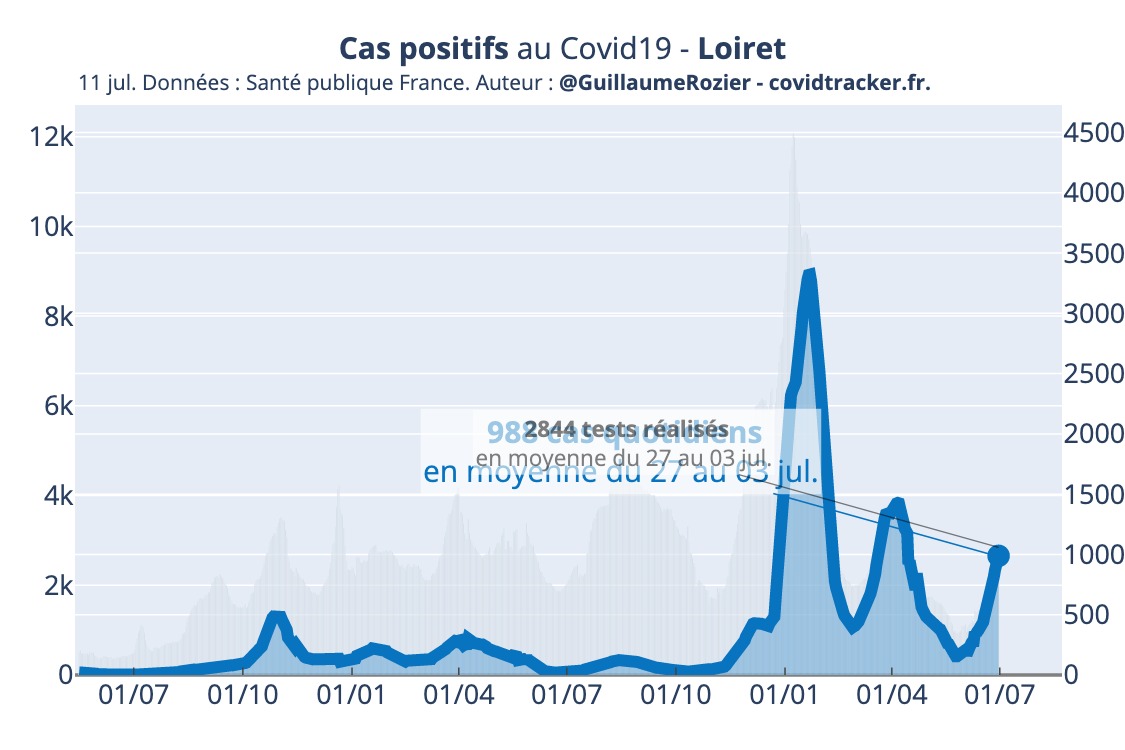 Cas positifs au Covid19 - Loiret
11 jul. Données : Santé publique France. Auteur : @GuillaumeRozier - covidtracker.fr.
12k
10k
8k
6k
4k
2k
0
4500
4000
3500
3000
2500
2000
1500
1000
500
0
988 cas quotidiens
en moyenne du 27 au 03 jul.
2844 tests réalisés
en moyenne du 27 au 03 jul.
01/07 01/10 01/01 01/04 01/07 01/10 01/01 01/04 01/07